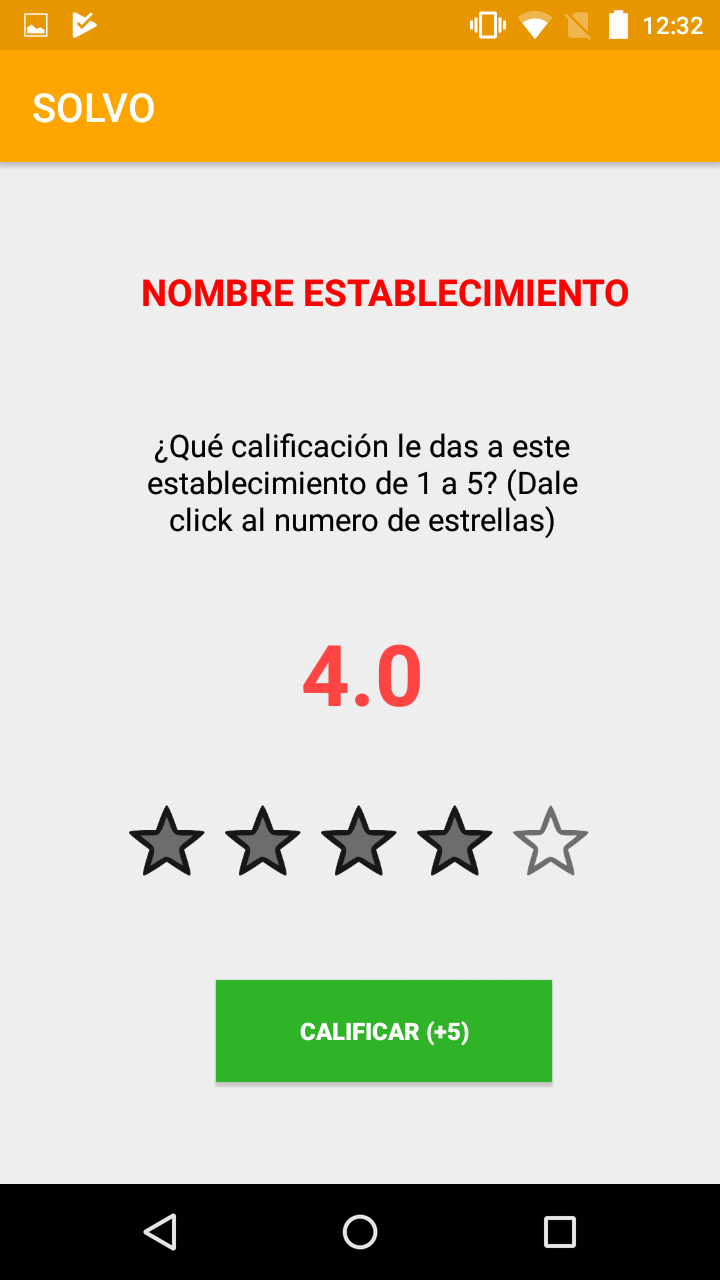 12:32
SOLVO
NOMBRE ESTABLECIMIENTO
¿Qué calificación le das a este
establecimiento de 1 a 5? (Dale
click al numero de estrellas)
4.0
CALIFICAR (+5)